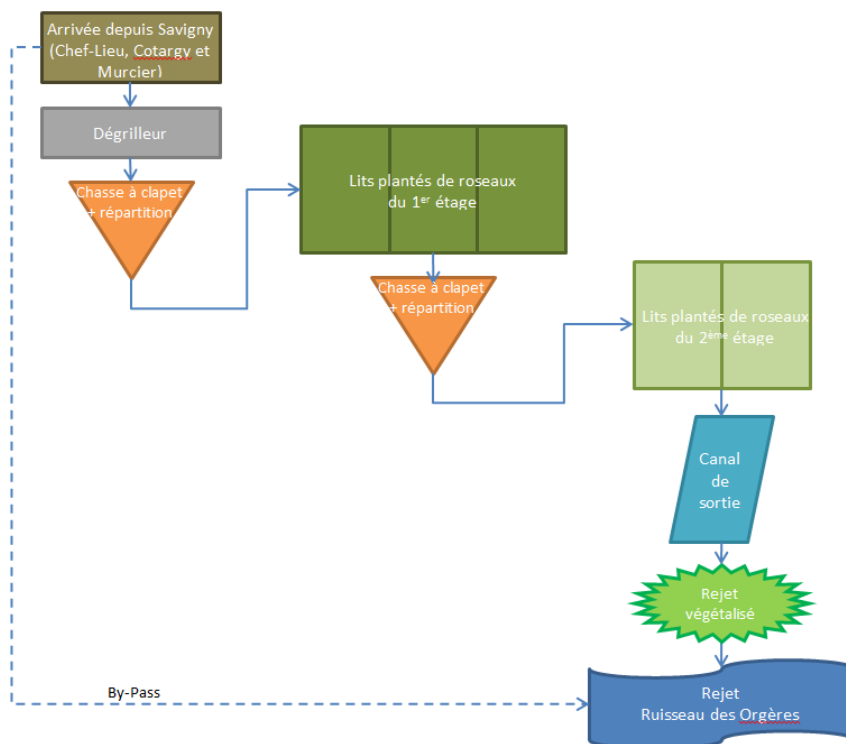 Arrivée depuis Savigny
(Chef-Lieu, Cotargy et
Murcier)
Dégrilleur
Chasse à clapet
+ répartition
Lits plantés de roseaux
du 1er étage
Chasse à clapet
+ répartition
Lits plantés de roseaux
du 2ème étage
Canal
de
sortie
Rejet
végétalisé
By-Pass
Rejet
Ruisseau des Orgères